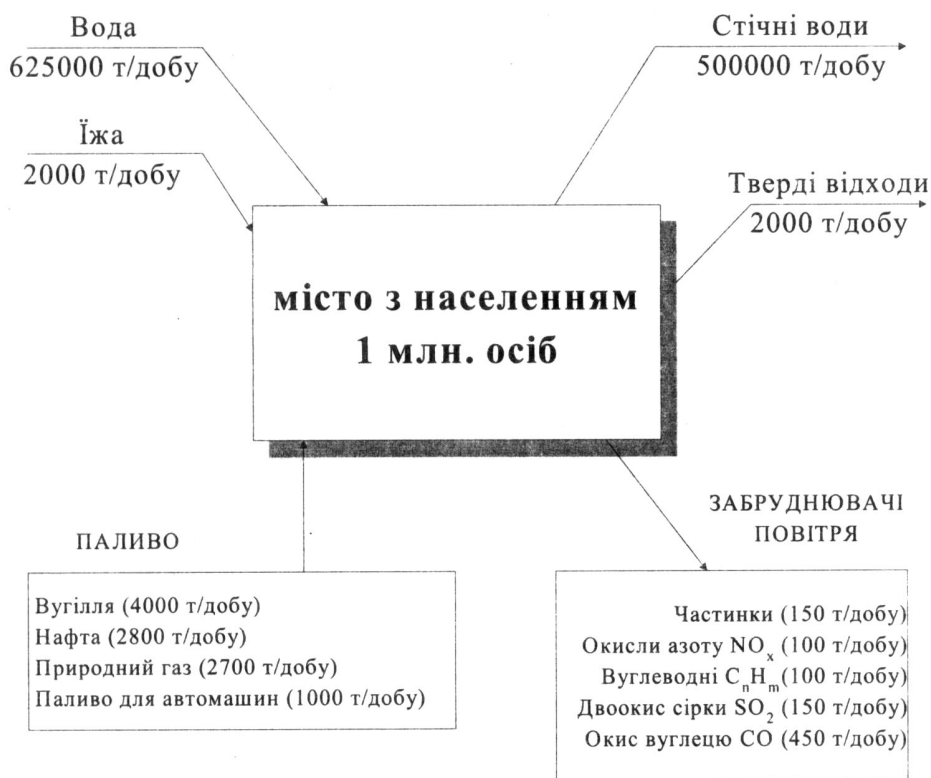 Вода
625000 т/добу
Стічні води
500000 т/добу
Їжа
2000 т/добу
Тверді відходи
2000 т/добу
місто з населенням
1 млн. осіб
ПАЛИВО
Вугілля (4000 т/добу)
Нафта (2800 т/добу)
Природний газ (2700 т/добу)
Паливо для автомашин (1000 т/добу)
ЗАБРУДНЮВАЧІ
ПОВІТРЯ
Частинки (150 т/добу)
Окисли азоту NOx (100 т/добу)
Вуглеводні CnHm(100 т/добу)
Двоокис сірки SO2 (150 т/добу)
Окис вуглецю CO (450 т/добу)